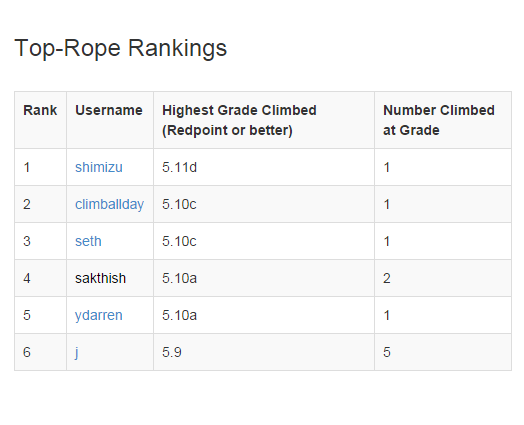 Top-Rope Rankings
Rank Username Highest Grade Climbed Number Climbed
(Redpoint or better) at Grade
1 shimizu 5.11d 1
2 climballday 5.10c 1
3 seth 5.10c 1
4 sakthish 5.10a 2
5 ydarren 5.10a 1
6 j 5.9 5